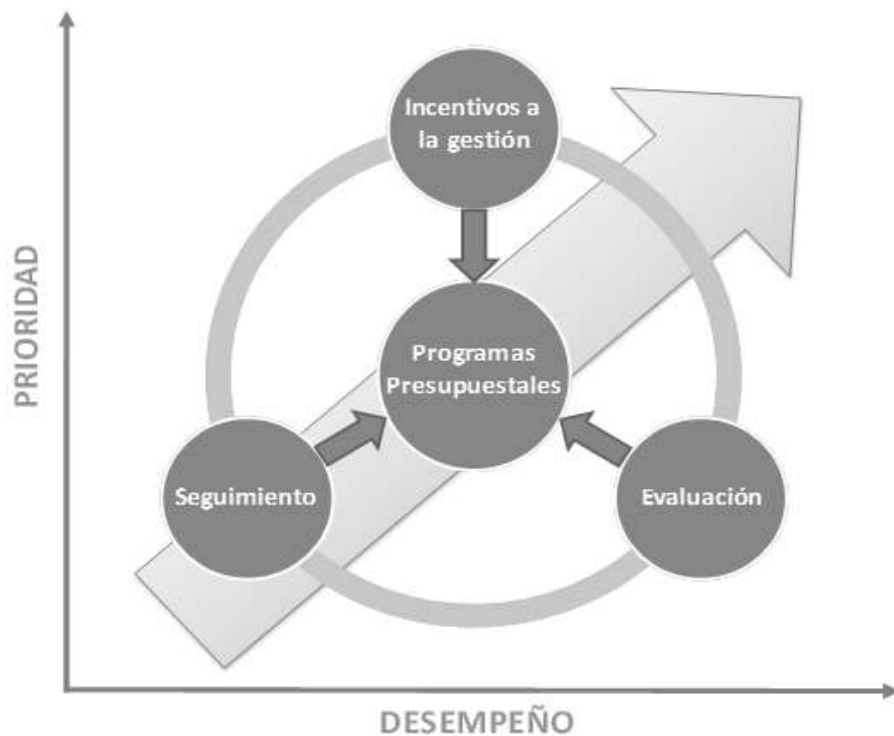 Incentivos a
la gestión
PRIORIDAD
Programas
Presupuestales
Seguimiento
Evaluación
DESEMPEÑO